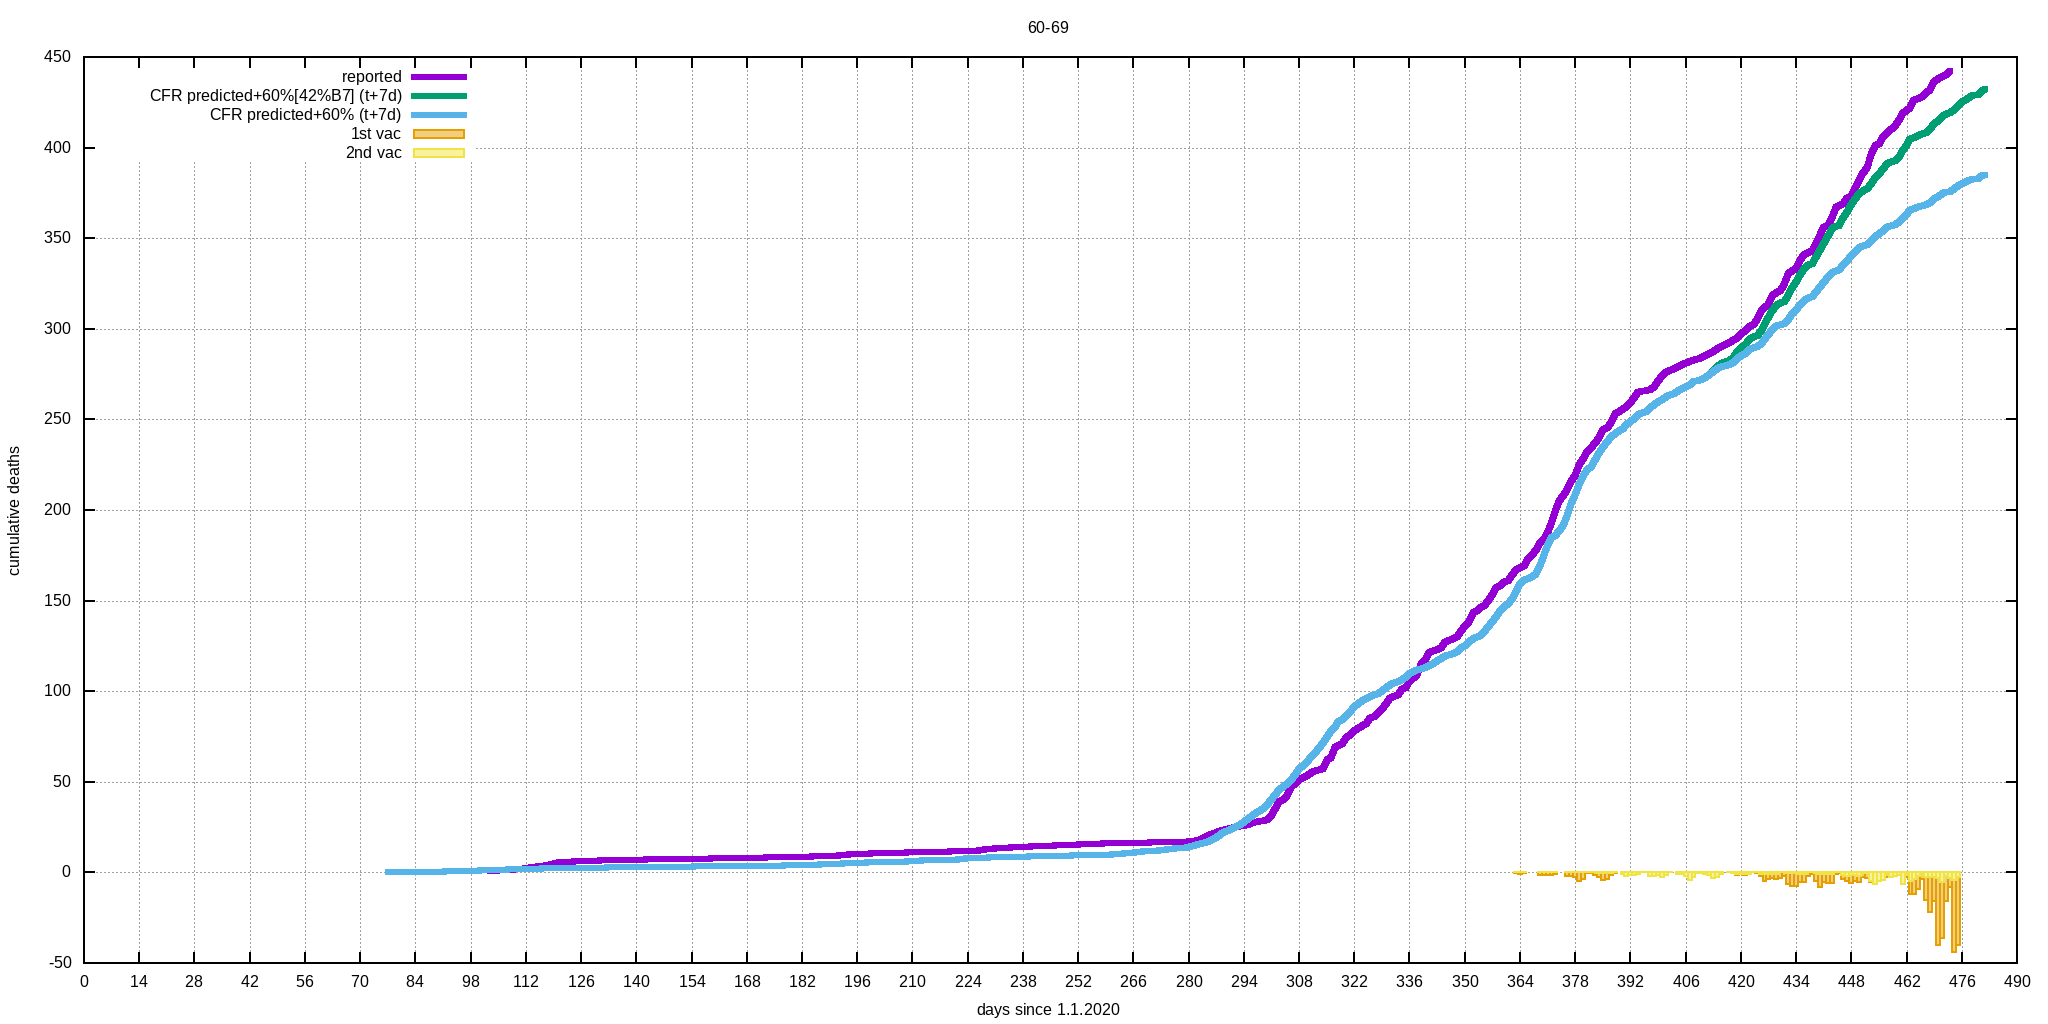 60-69
450
400
350
300
250
200
150
100
50
0
-50
reported
CFR predicted+60%[42%B7] (t+7d)
CFR predicted+60% (t+7d)
1st vac
2nd vac
cumulative deaths
0 14 28 42 56 70 84 98 112 126 140 154 168 182 196 210 224 238 252 266 280 294 308 322 336 350 364 378 392 406 420 434 448 462 476 490
days since 1.1.2020